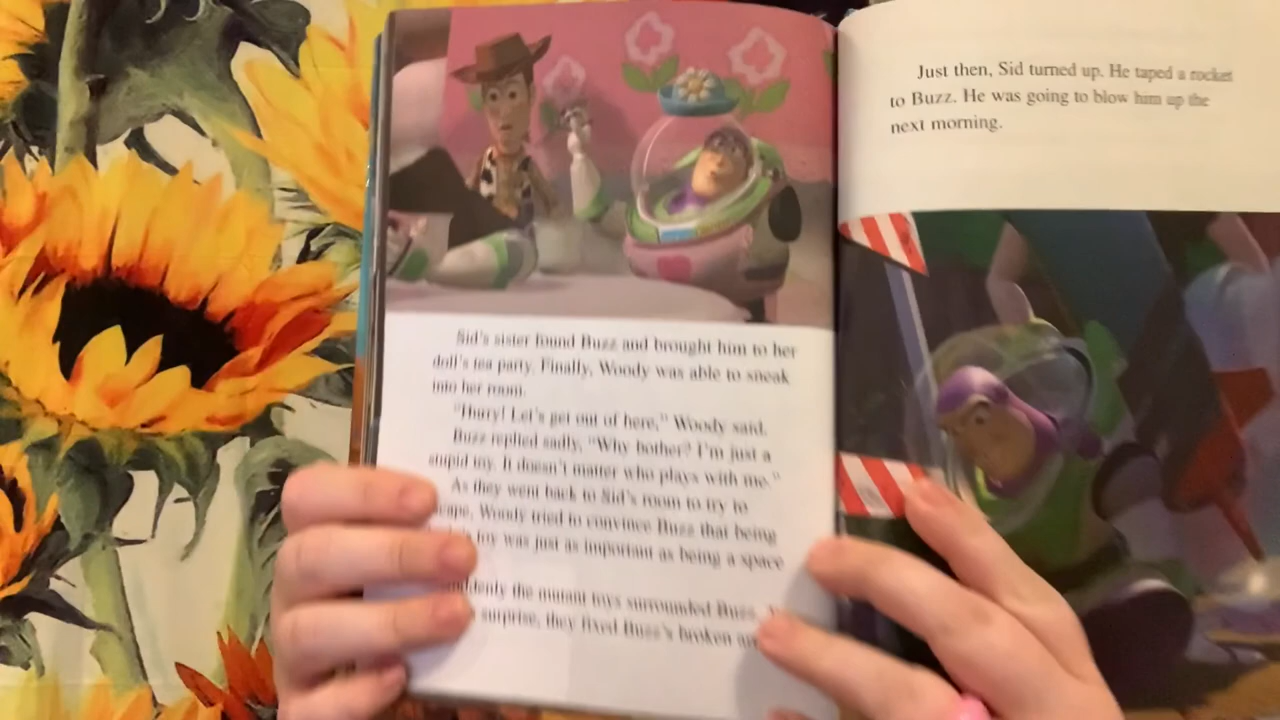 Sid's sister found Buzz and brought him to her
doll's tea party. Finally, Woody was able to sneak
into her room.
"Hurry! Let's get out of here," Woody said.
Buzz replied sadly, "Why bother? I'm just a
stupid toy. It doesn't matter who plays with me."
As they went back to Sid's room to try to
cape, Woody tried to convince Buzz that being
toy was just as important as being a space
denly the mutant toys surrounded Buzz.
surprise, they fixed Buzz's broken
Just then, Sid turned up. He taped a rocket
to Buzz. He was going to blow him up the
next morning.